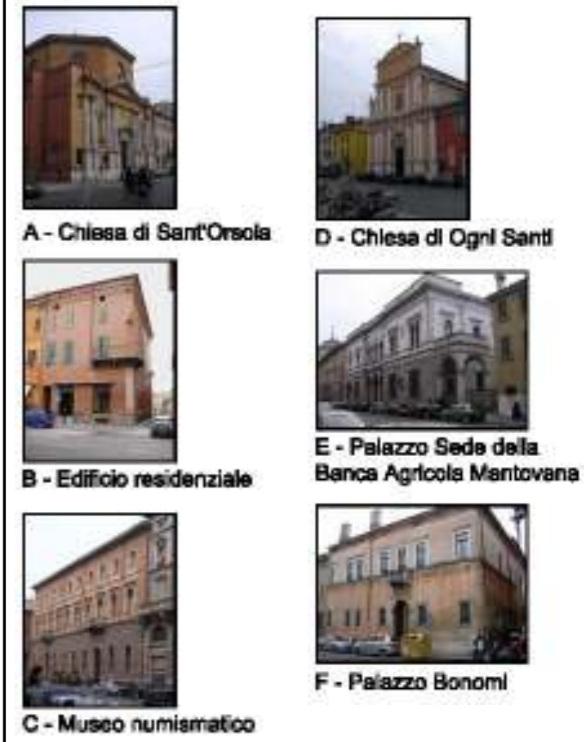 A - Chiesa di Sant'Orsola
D - Chiesa di Ogni Santi
B - Edificio residenziale
E - Palazzo Sede della
Banca Agricola Mantovana
C - Museo numismatico
F - Palazzo Bonomi